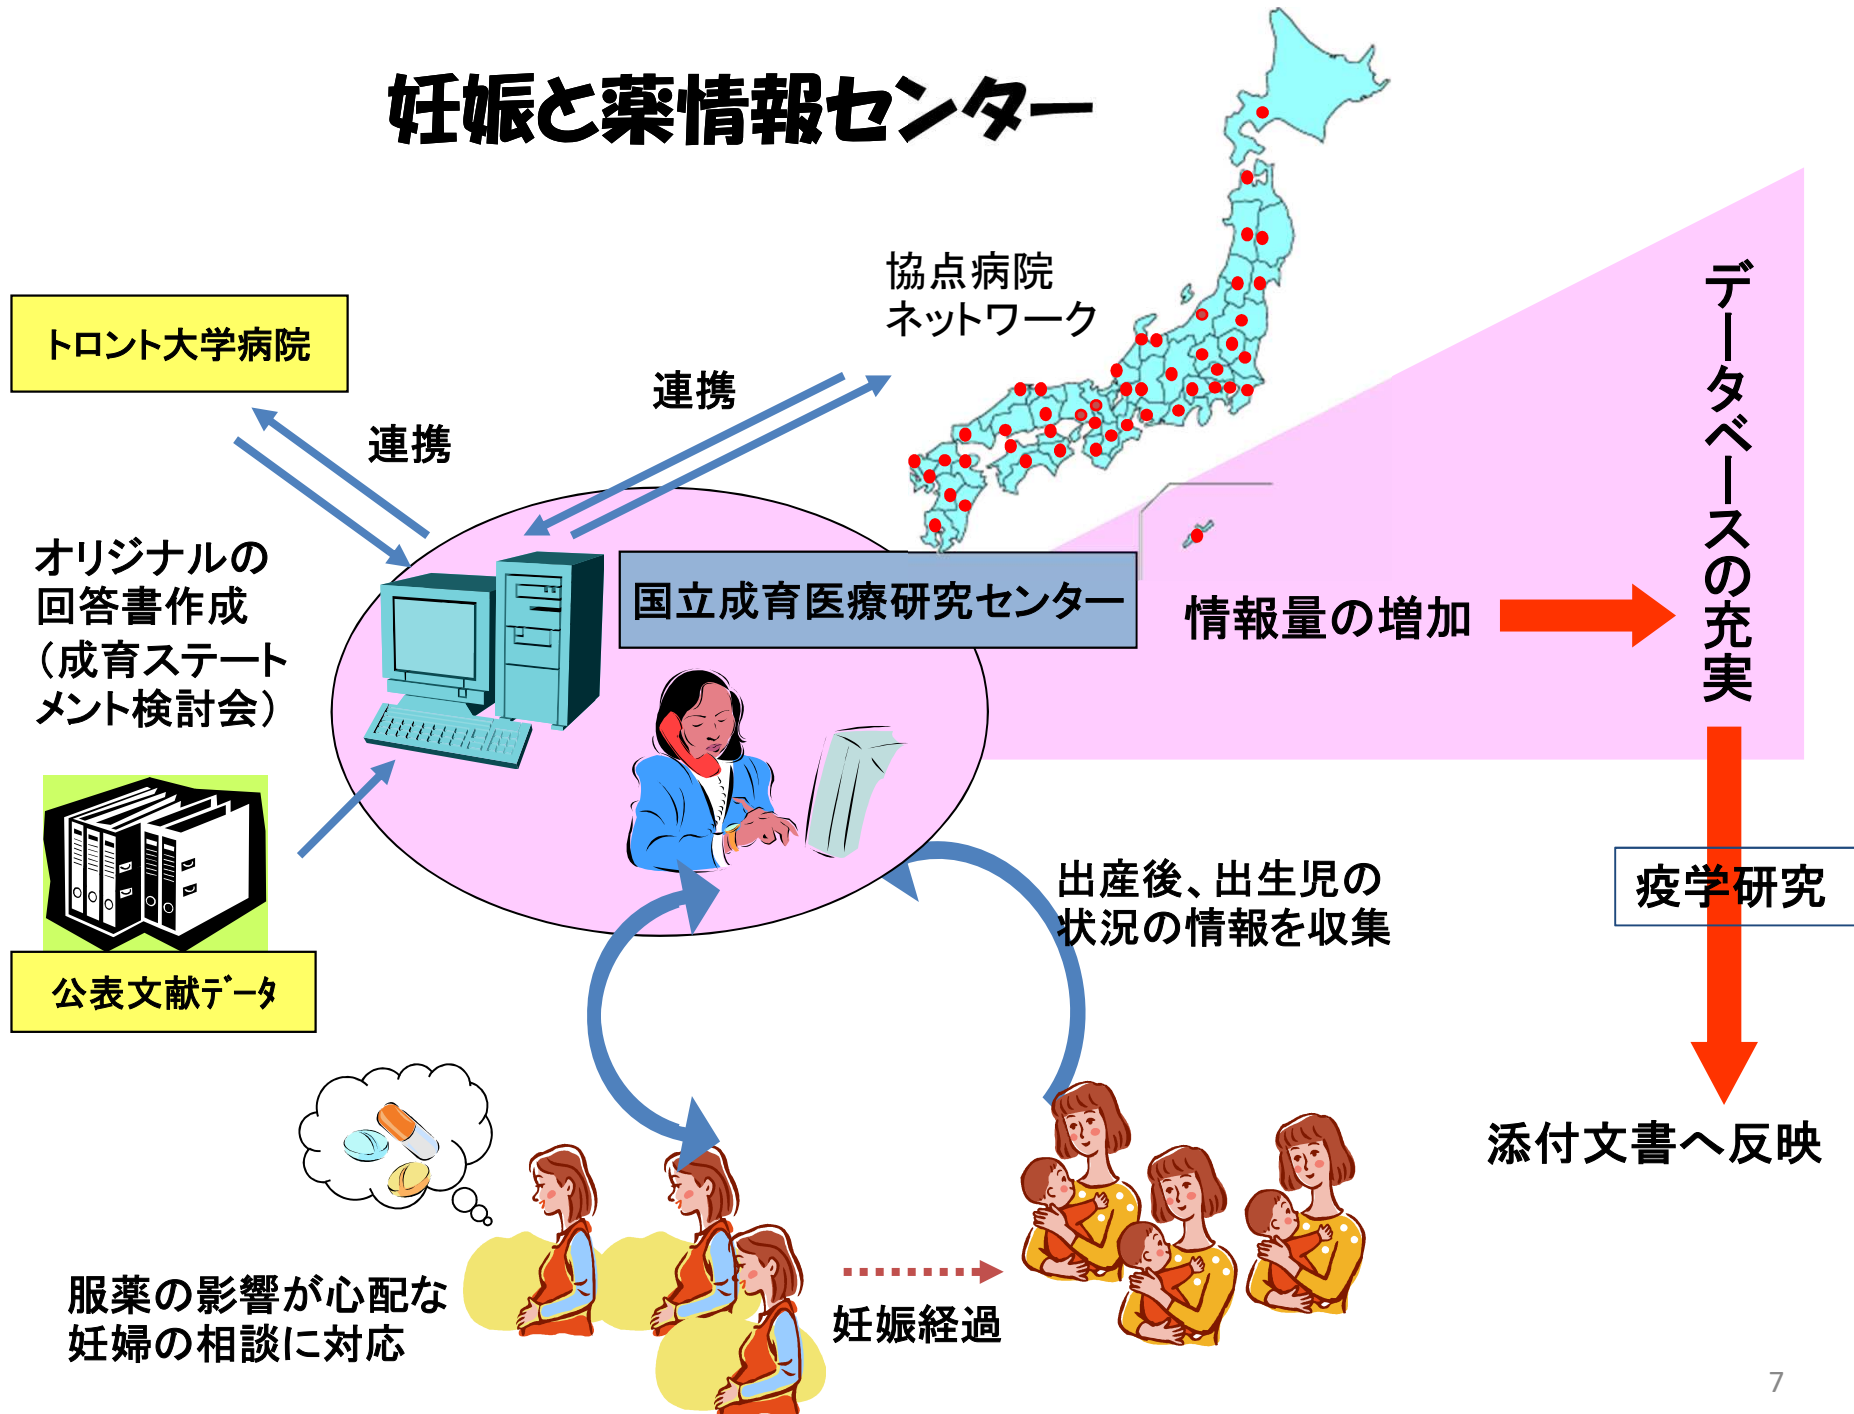 妊娠と薬情報センター
協点病院
ネットワーク
トロント大学病院
連携
連携
オリジナルの
回答書作成
（成育ステート
メント検討会）
国立成育医療研究センター
情報量の増加
データベースの充実
公表文献ﾃﾞｰﾀ
出産後、出生児の
状況の情報を収集
疫学研究
添付文書へ反映
服薬の影響が心配な
妊婦の相談に対応
妊娠経過
7